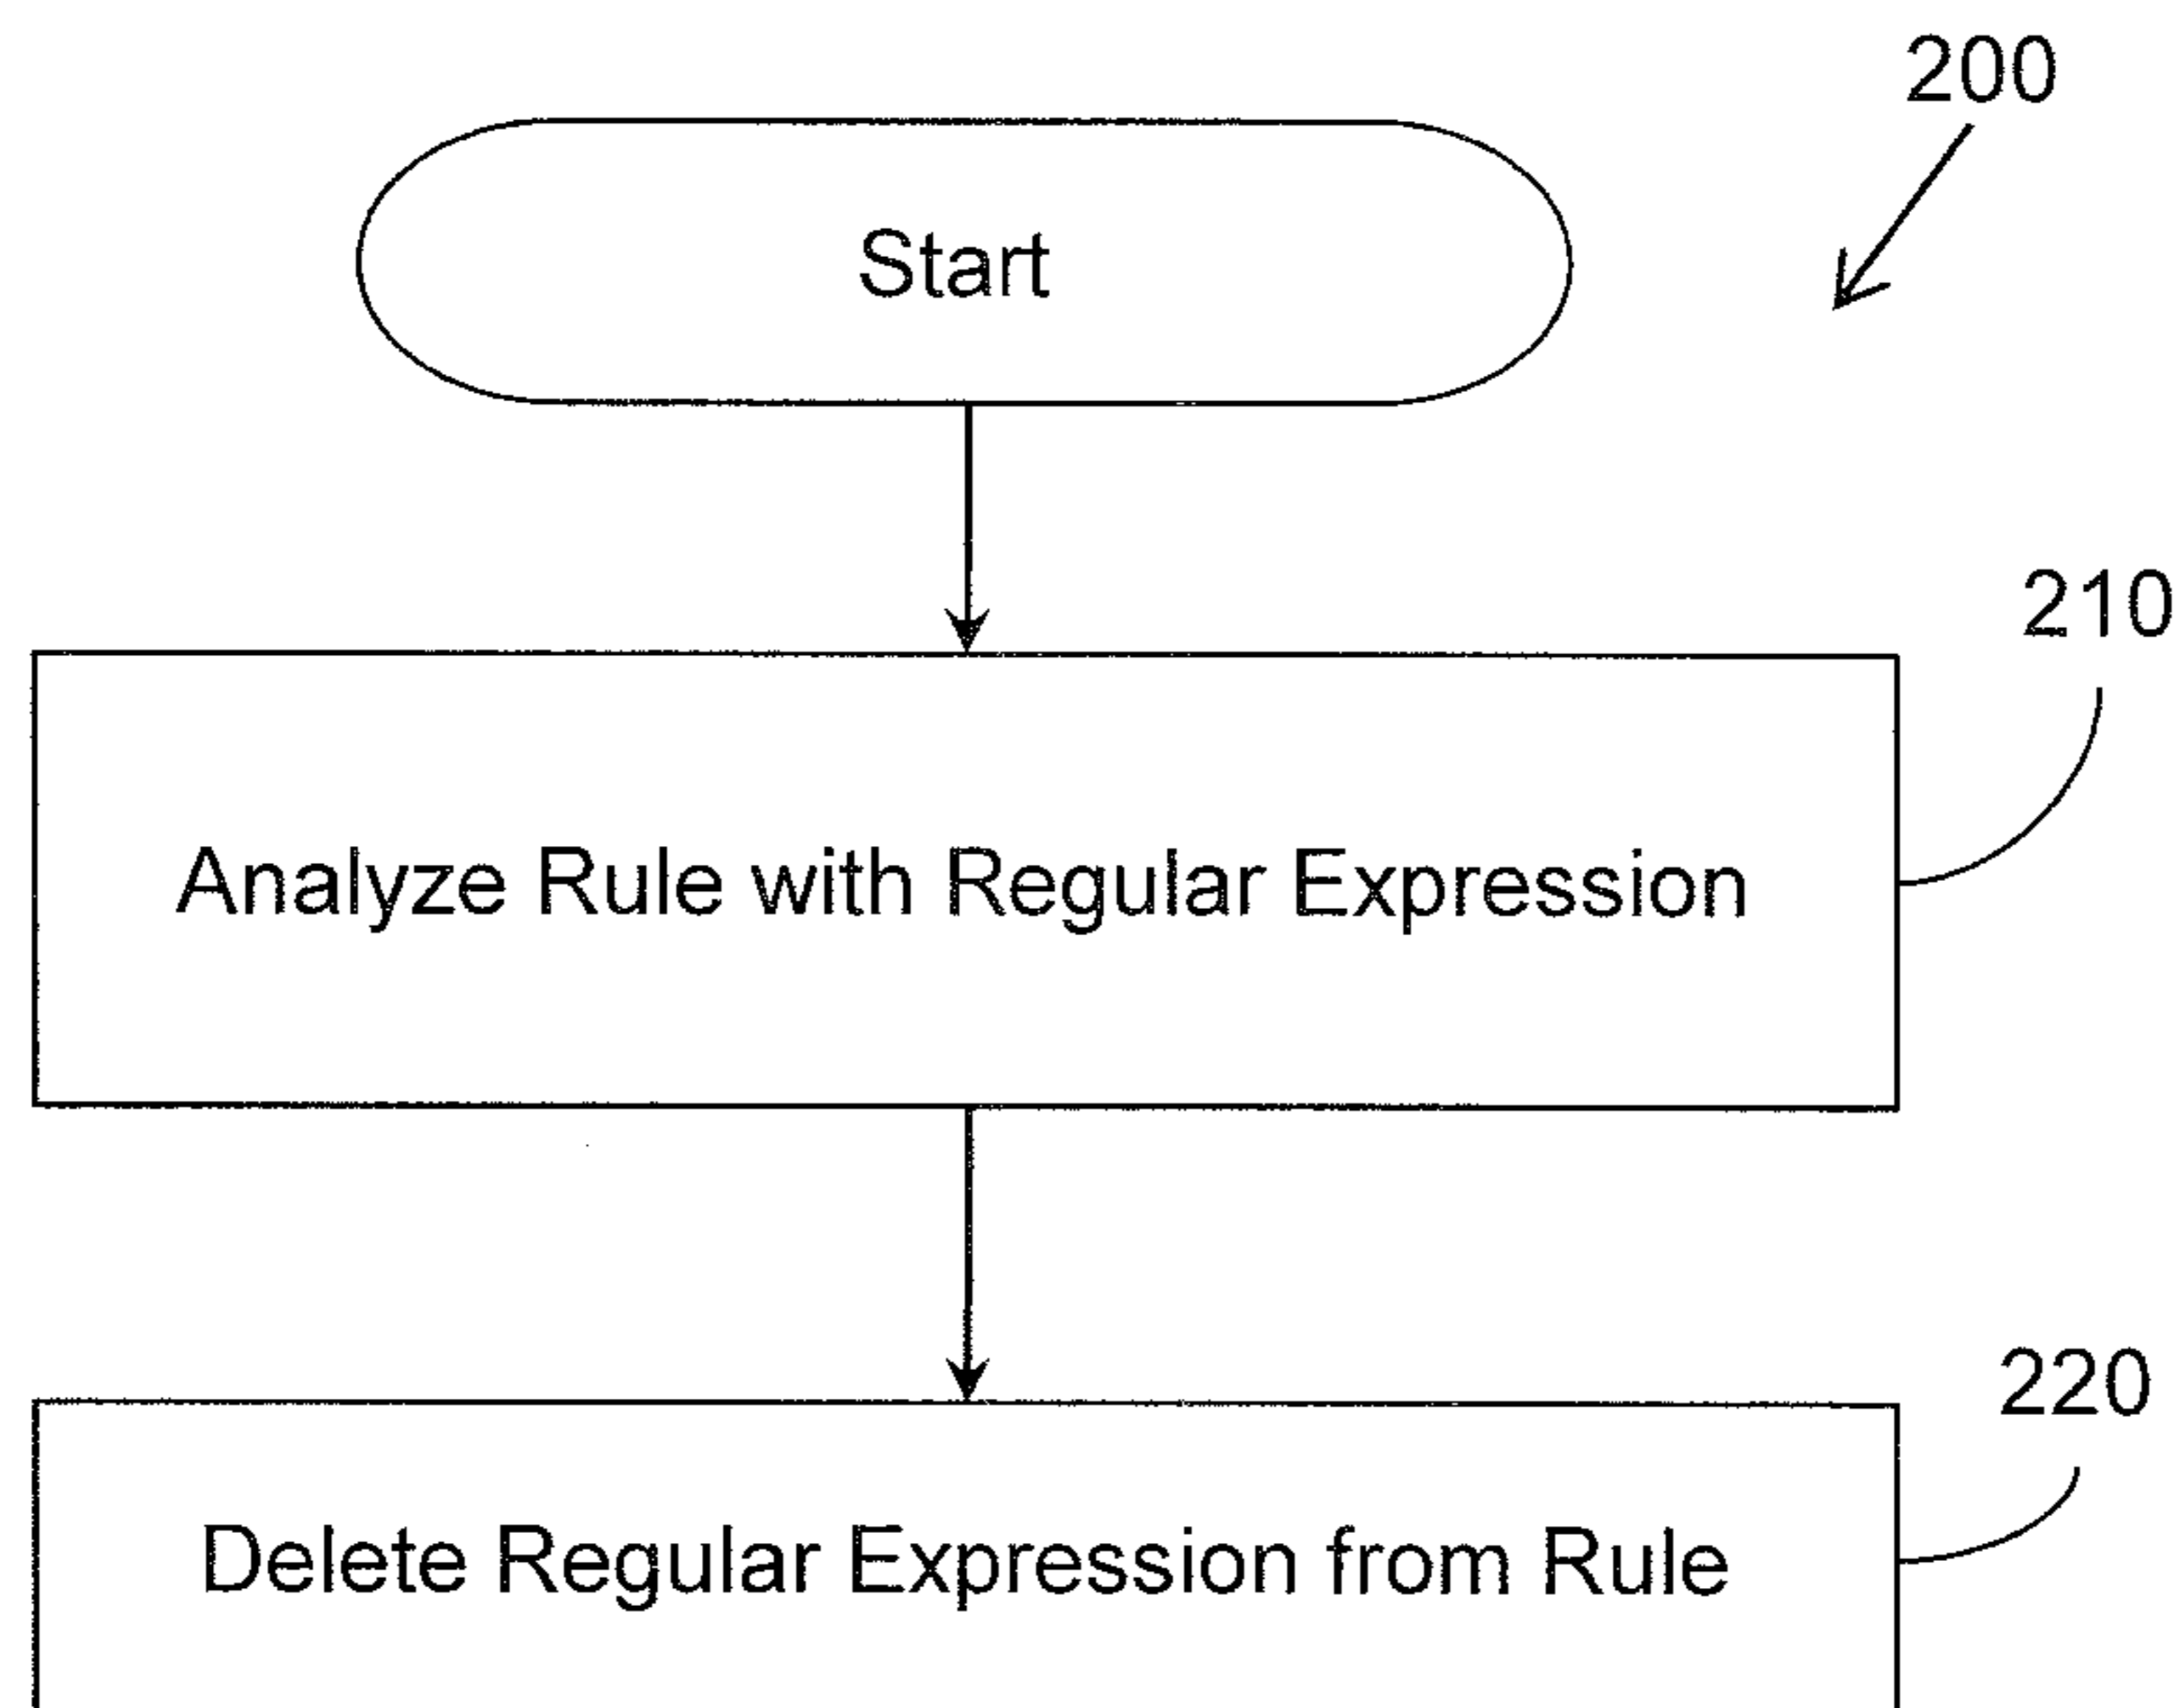 200
Start
210
Analyze Rule with Regular Expression
220
Delete Regular Expression from Rule